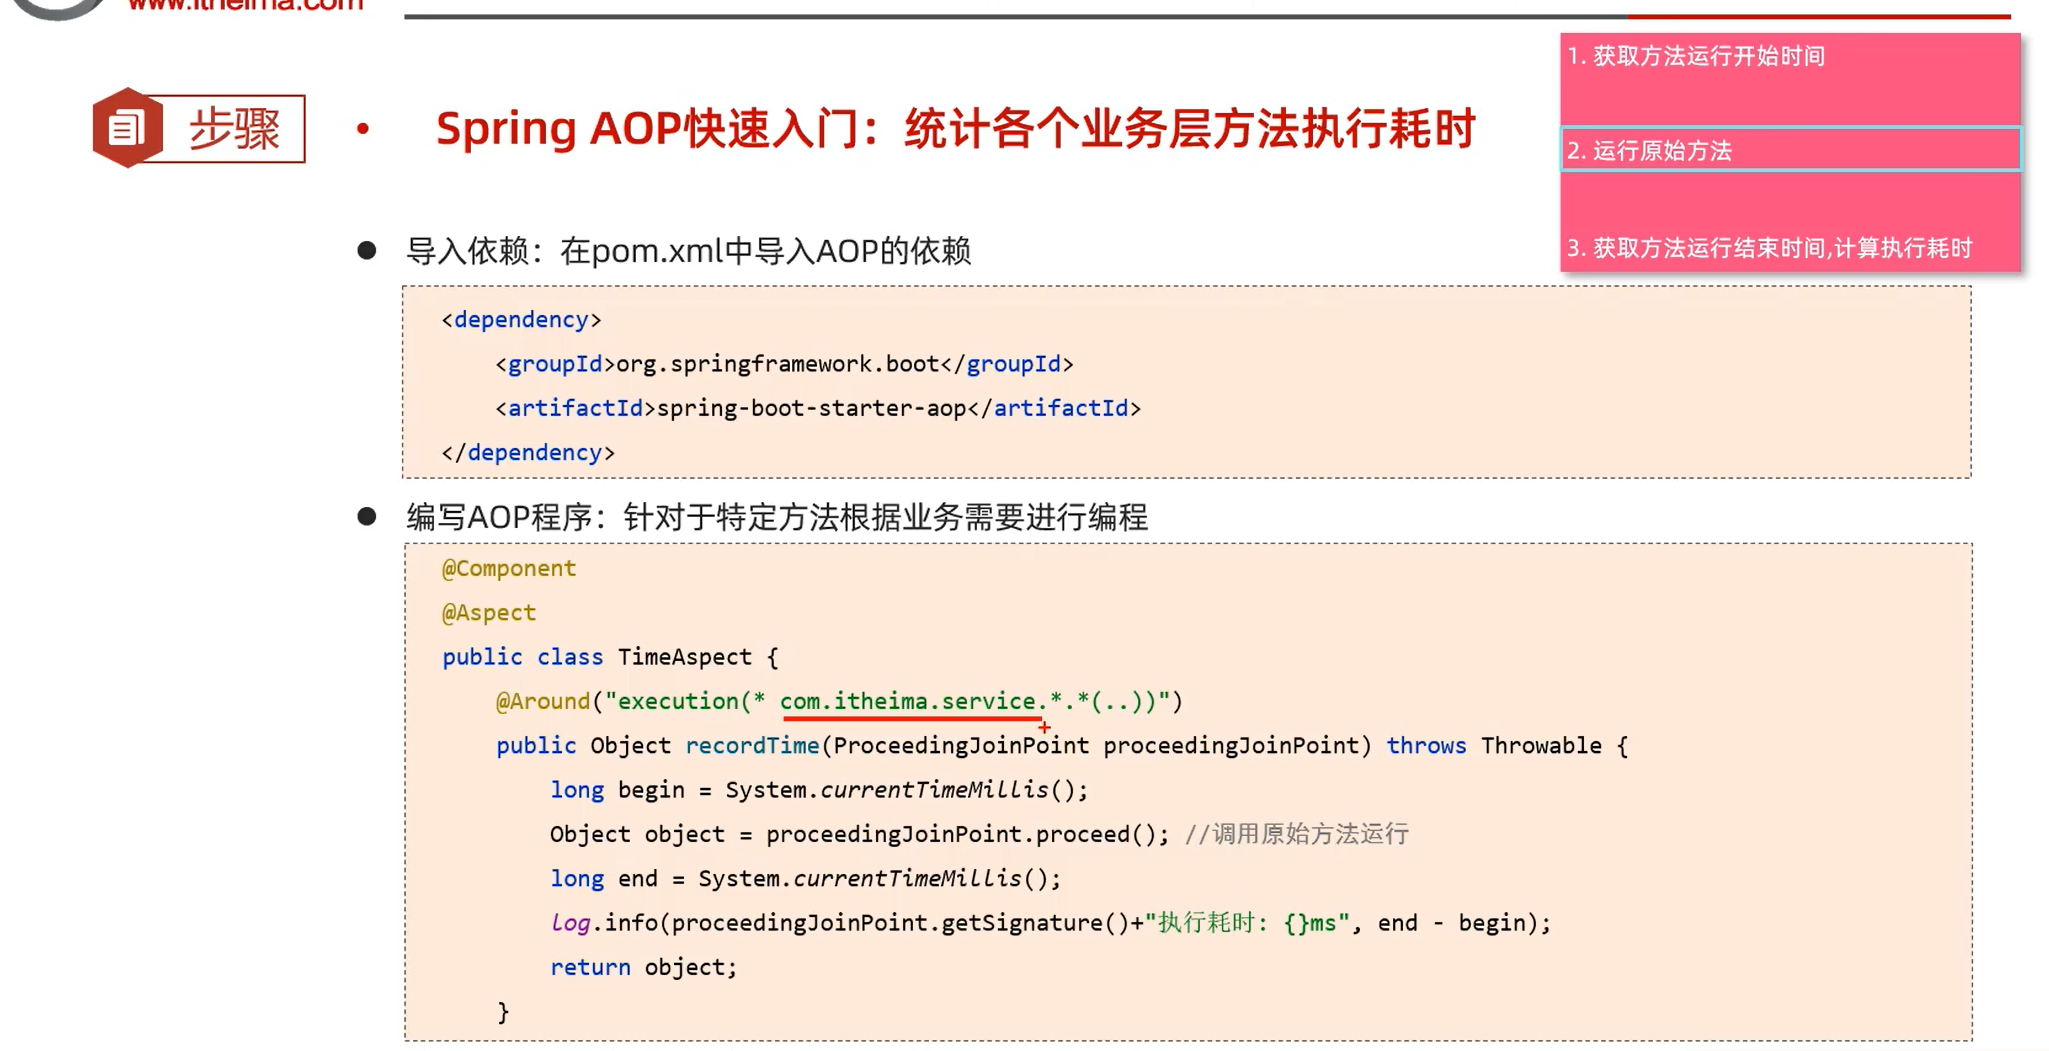 www.itheima.com
1. 获取方法运行开始时间
步骤
• Spring AOP快速入门：统计各个业务层方法执行耗时
2. 运行原始方法
3. 获取方法运行结束时间,计算执行耗时
● 导入依赖：在pom.xml中导入AOP的依赖
<dependency>
    <groupId>org.springframework.boot</groupId>
    <artifactId>spring-boot-starter-aop</artifactId>
</dependency>
● 编写AOP程序：针对于特定方法根据业务需要进行编程
@Component
@Aspect
public class TimeAspect {
    @Around("execution(* com.itheima.service.*.*(..))")
    public Object recordTime(ProceedingJoinPoint proceedingJoinPoint) throws Throwable {
        long begin = System.currentTimeMillis();
        Object object = proceedingJoinPoint.proceed(); //调用原始方法运行
        long end = System.currentTimeMillis();
        log.info(proceedingJoinPoint.getSignature()+"执行耗时: {}ms", end - begin);
        return object;
    }